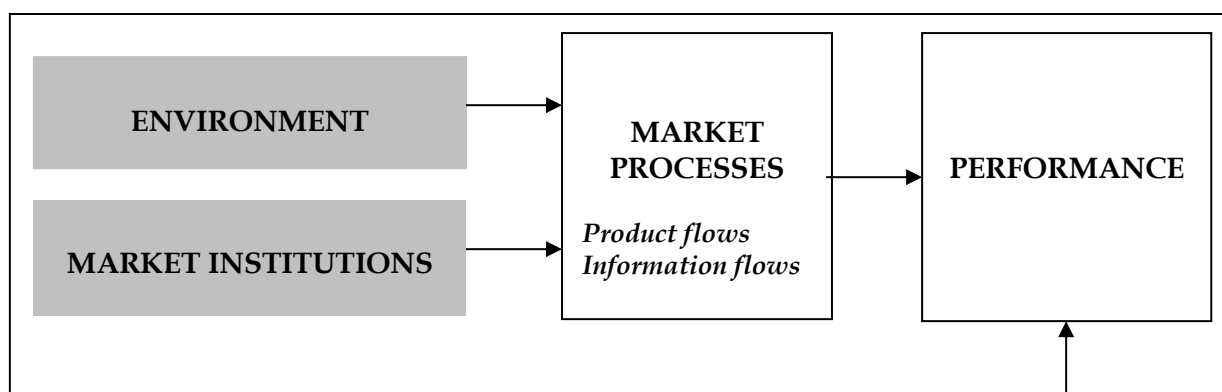 ENVIRONMENT
MARKET INSTITUTIONS
MARKET
PROCESSES
Product flows
Information flows
PERFORMANCE